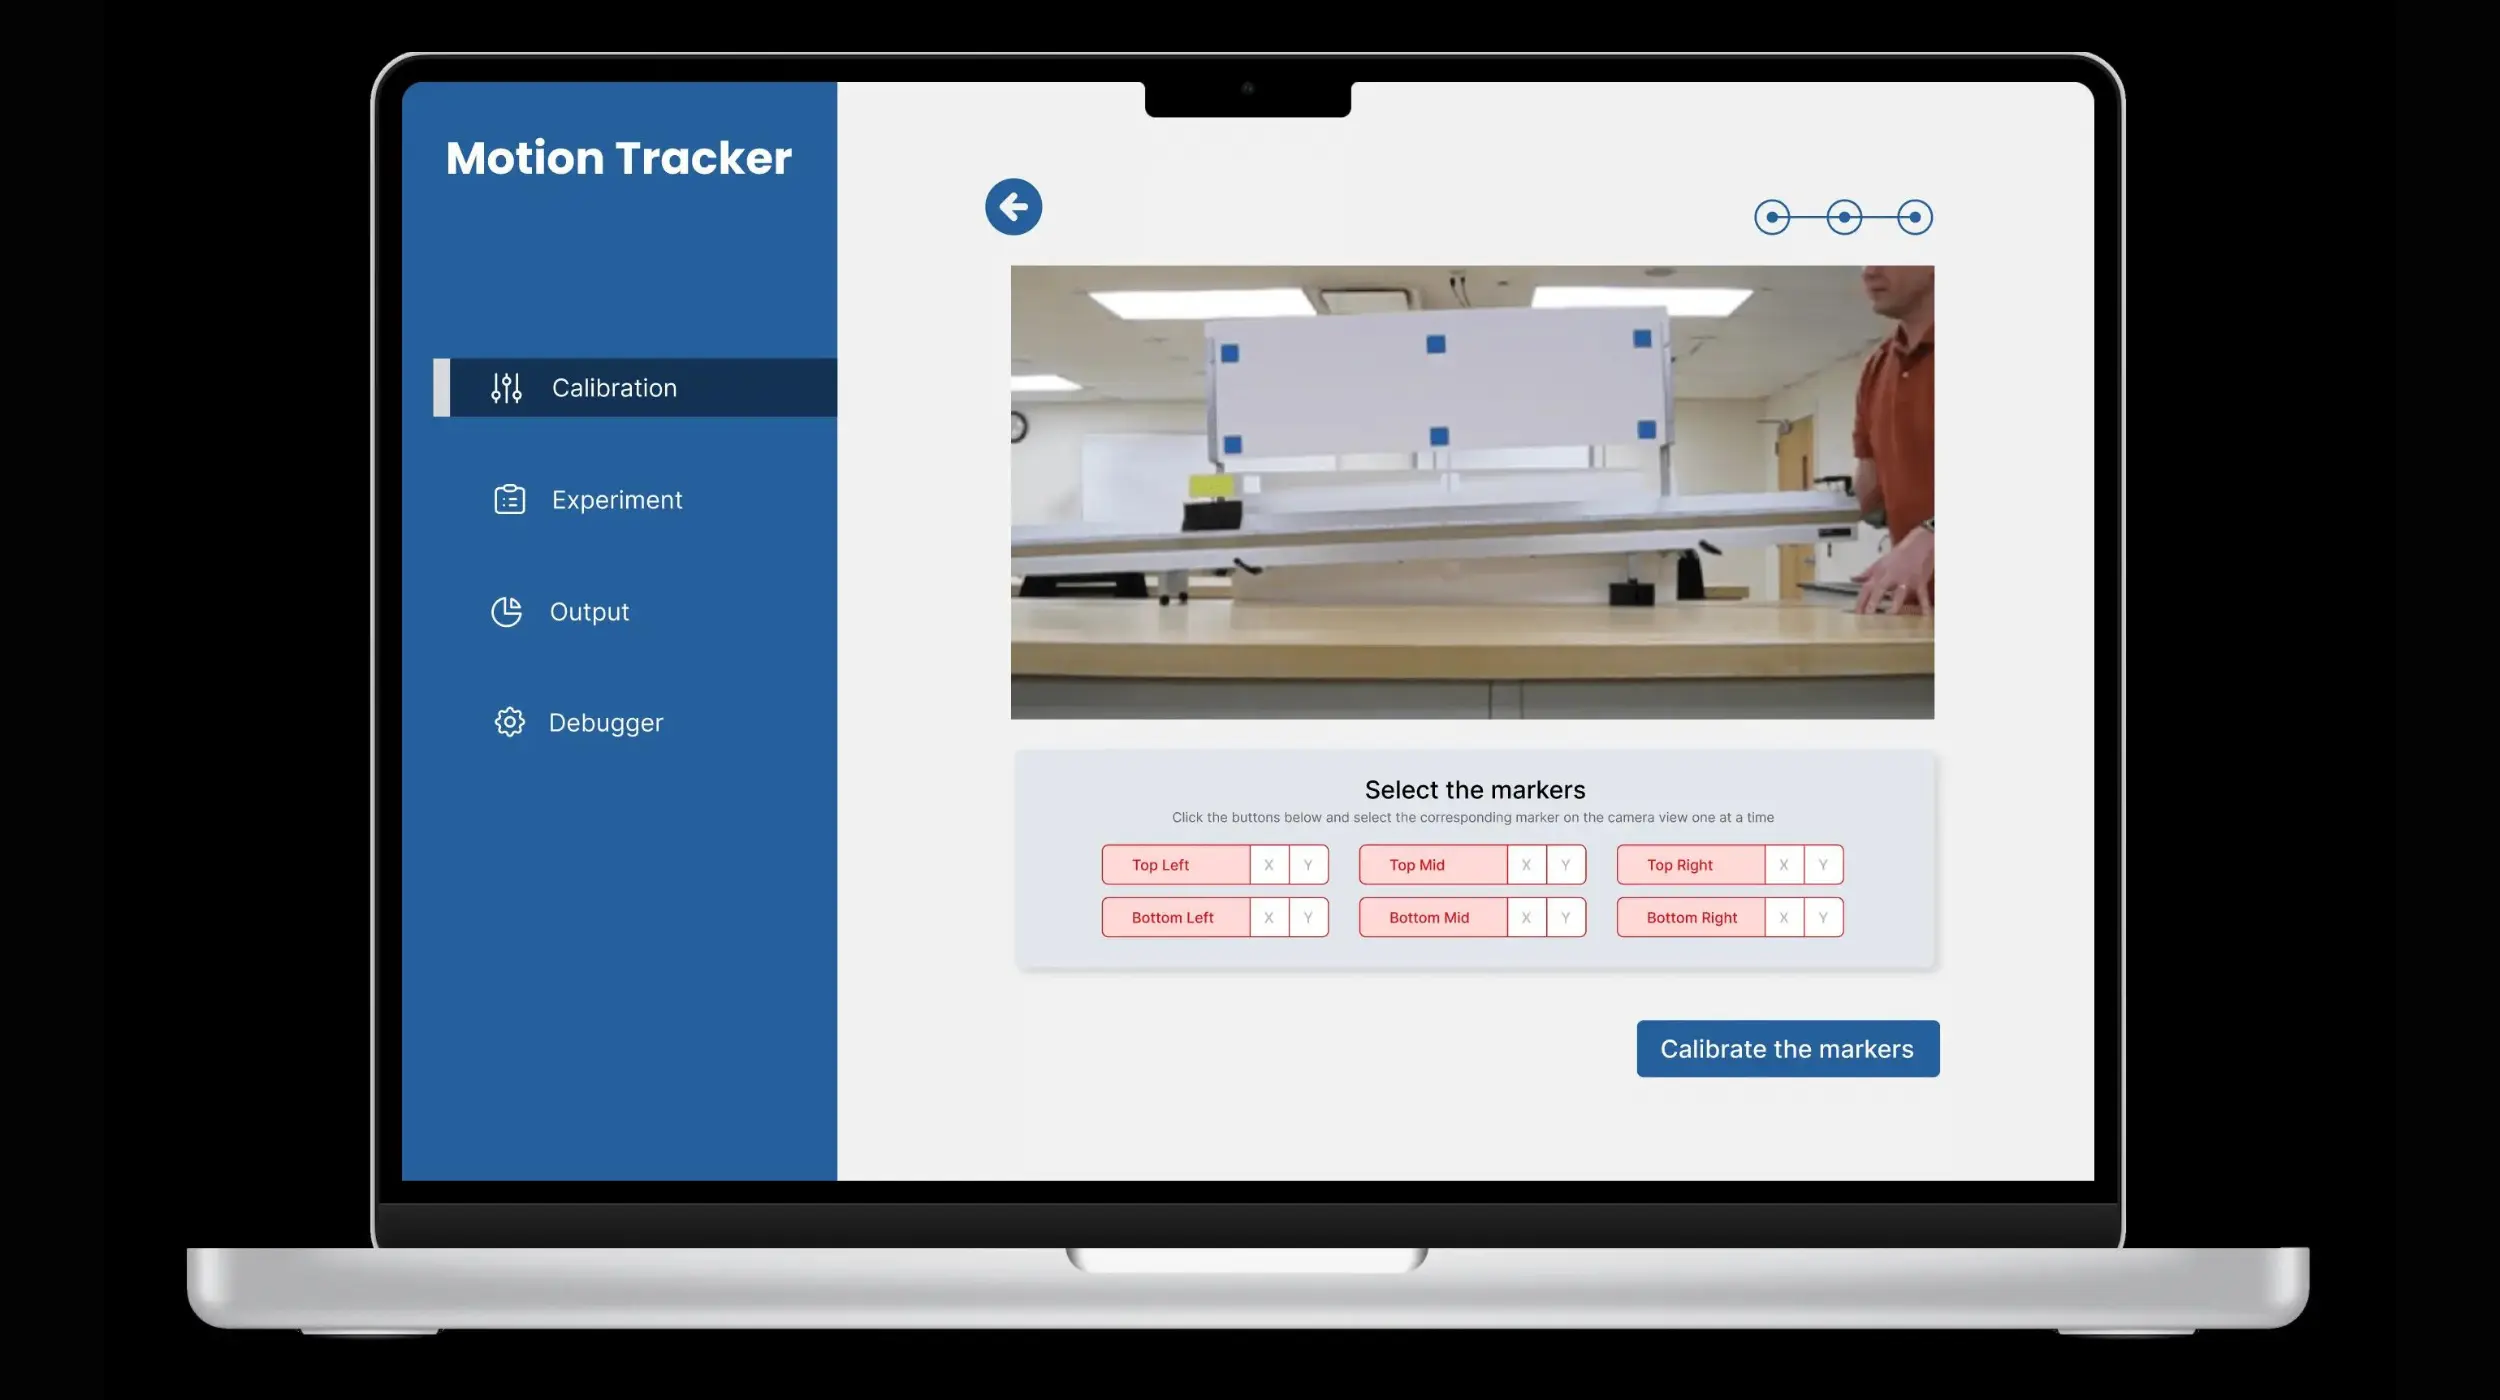 Motion Tracker
Calibration
Experiment
Output
Debugger
Select the markers
Click the buttons below and select the corresponding marker on the camera view one at a time
Top Left X Y Top Mid X Y Top Right X Y
Bottom Left X Y Bottom Mid X Y Bottom Right X Y
Calibrate the markers